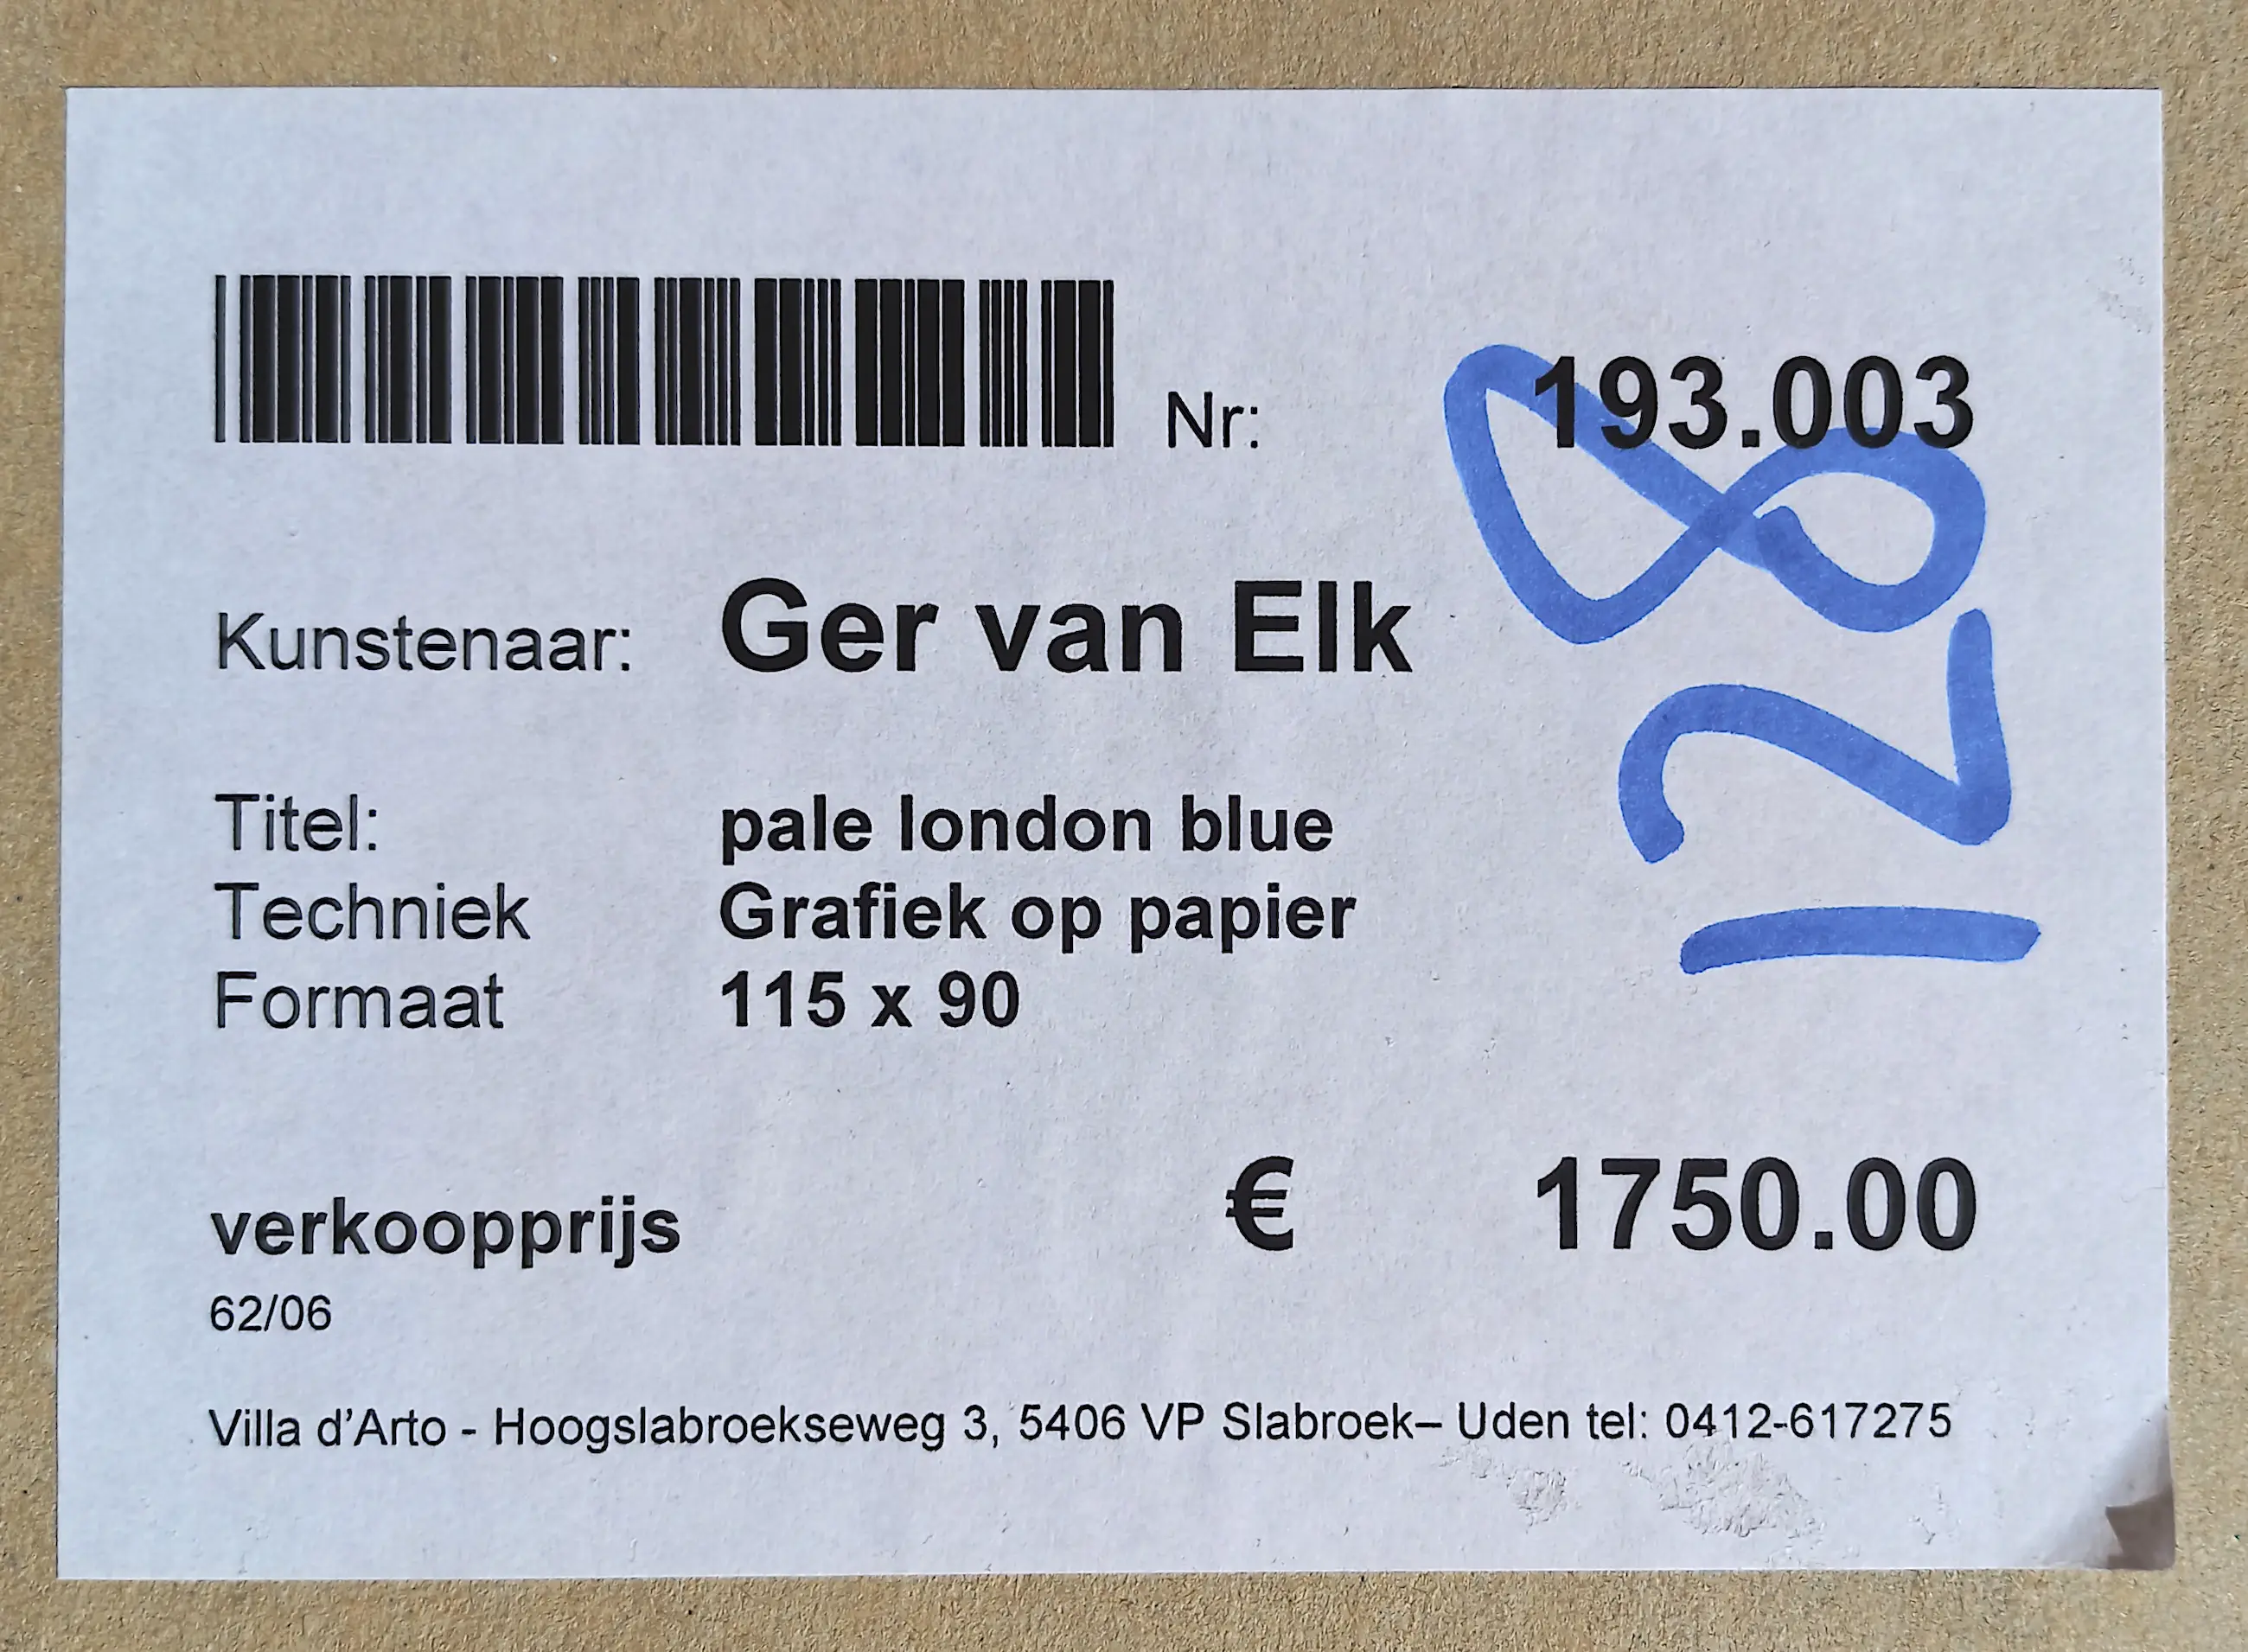 Nr: 193.003
Kunstenaar: Ger van Elk
128
Titel: pale london blue
Techniek Grafiek op papier
Formaat 115 x 90
verkoopprijs € 1750.00
62/06
Villa d’Arto - Hoogslabroekseweg 3, 5406 VP Slabroek– Uden tel: 0412-617275